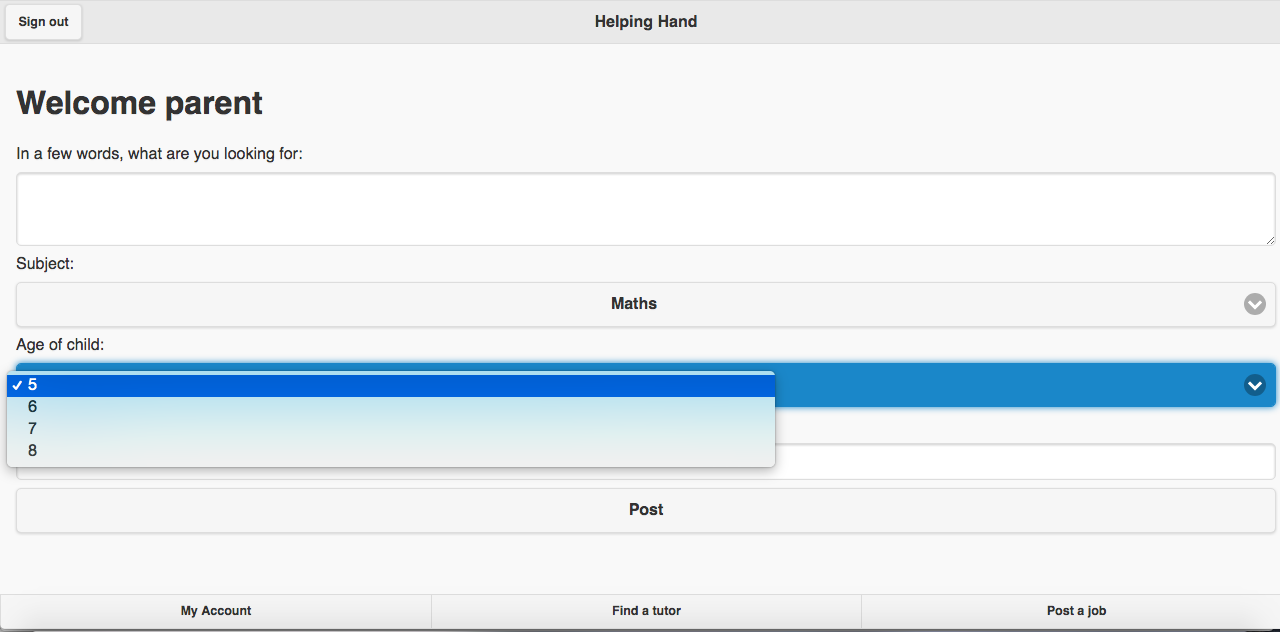 Sign out
Helping Hand
Welcome parent
In a few words, what are you looking for:
Subject:
Maths
Age of child:
5
6
7
8
Post
My Account
Find a tutor
Post a job